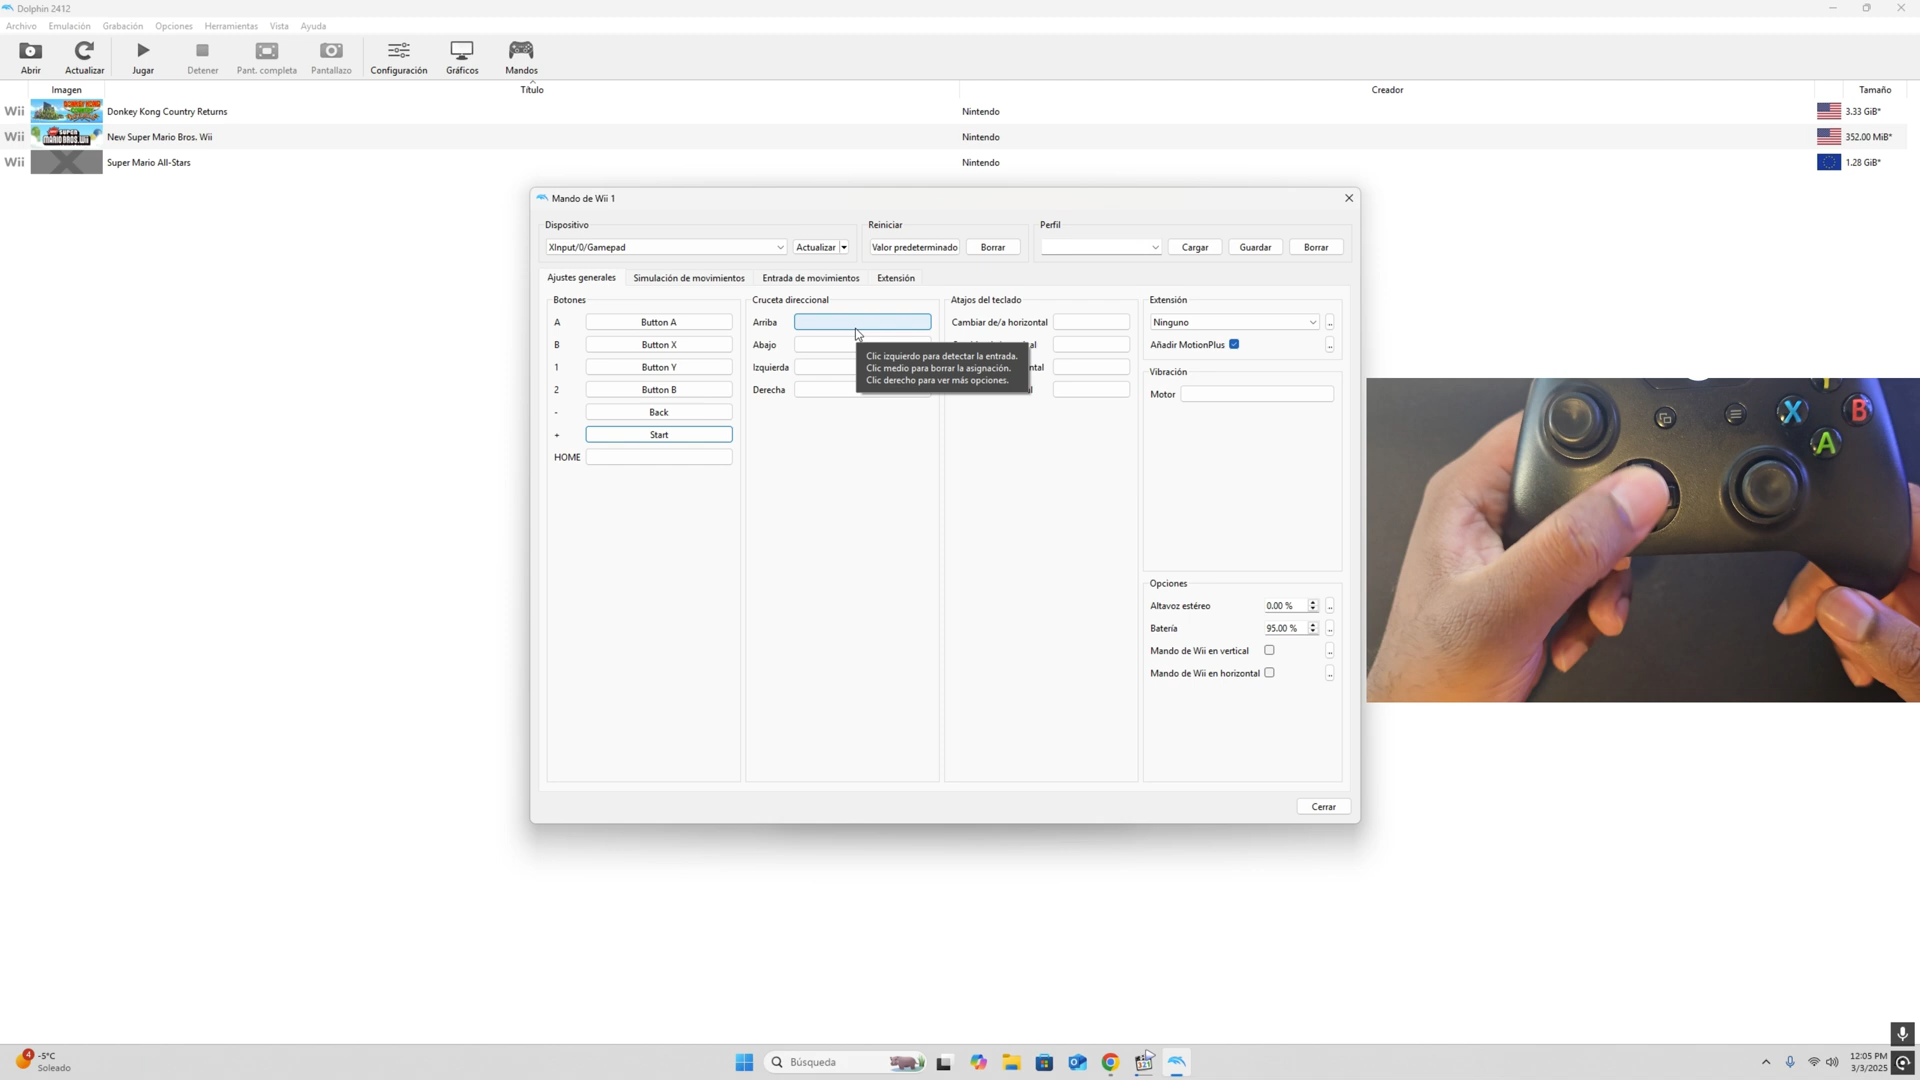 Dolphin 2412
Archivo Emulación Grabación Opciones Herramientas Vista Ayuda
Abrir Actualizar Jugar Detener Pant. completa Pantallazo Configuración Gráficos Mandos
Imagen Título Creador Tamaño
Wii Donkey Kong Country Returns Nintendo 3.33 GiB*
Wii New Super Mario Bros. Wii Nintendo 352.00 MiB*
Wii Super Mario All-Stars Nintendo 1.28 GiB*
Mando de Wii 1
Dispositivo Reiniciar Perfil
XInput/0/Gamepad Actualizar Valor predeterminado Borrar Cargar Guardar Borrar
Ajustes generales Simulación de movimientos Entrada de movimientos Extensión
Botones Cruceta direccional Atajos del teclado Extensión
A Button A Arriba Cambiar de/a horizontal Ninguno ..
B Button X Abajo al Añadir MotionPlus ..
Clic izquierdo para detectar la entrada.
Clic medio para borrar la asignación.
Clic derecho para ver más opciones.
1 Button Y Izquierda ntal Vibración
2 Button B Derecha l Motor
- Back
+ Start
HOME
Opciones
Altavoz estéreo 0.00 % ..
Batería 95.00 % ..
Mando de Wii en vertical ..
Mando de Wii en horizontal ..
Cerrar
Y
X B
A
4 -5°C
Soleado
Búsqueda
321
12:05 PM
3/3/2025